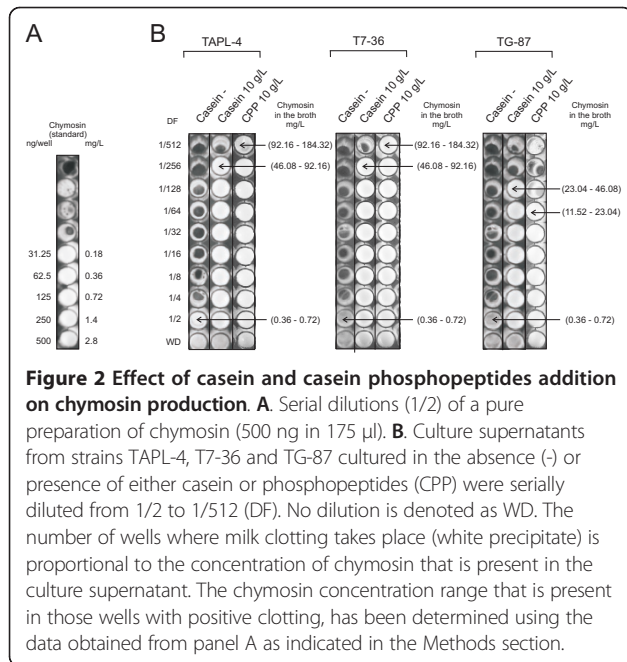 A
B
TAPL-4
T7-36
TG-87
Chymosin
(standard)
ng/well
mg/L
DF
Casein -
Casein 10 g/L
CPP 10 g/L
Chymosin
in the broth
mg/L
Casein -
Casein 10 g/L
CPP 10 g/L
Chymosin
in the broth
mg/L
Casein -
Casein 10 g/L
CPP 10 g/L
Chymosin
in the broth
mg/L
1/512
(92.16 - 184.32)
(92.16 - 184.32)
1/256
(46.08 - 92.16)
(46.08 - 92.16)
1/128
(23.04 - 46.08)
1/64
(11.52 - 23.04)
1/32
31.25
0.18
1/16
62.5
0.36
1/8
125
0.72
1/4
250
1.4
1/2
(0.36 - 0.72)
(0.36 - 0.72)
(0.36 - 0.72)
500
2.8
WD
Figure 2 Effect of casein and casein phosphopeptides addition
on chymosin production. A. Serial dilutions (1/2) of a pure
preparation of chymosin (500 ng in 175 μl). B. Culture supernatants
from strains TAPL-4, T7-36 and TG-87 cultured in the absence (-) or
presence of either casein or phosphopeptides (CPP) were serially
diluted from 1/2 to 1/512 (DF). No dilution is denoted as WD. The
number of wells where milk clotting takes place (white precipitate) is
proportional to the concentration of chymosin that is present in the
culture supernatant. The chymosin concentration range that is present
in those wells with positive clotting, has been determined using the
data obtained from panel A as indicated in the Methods section.